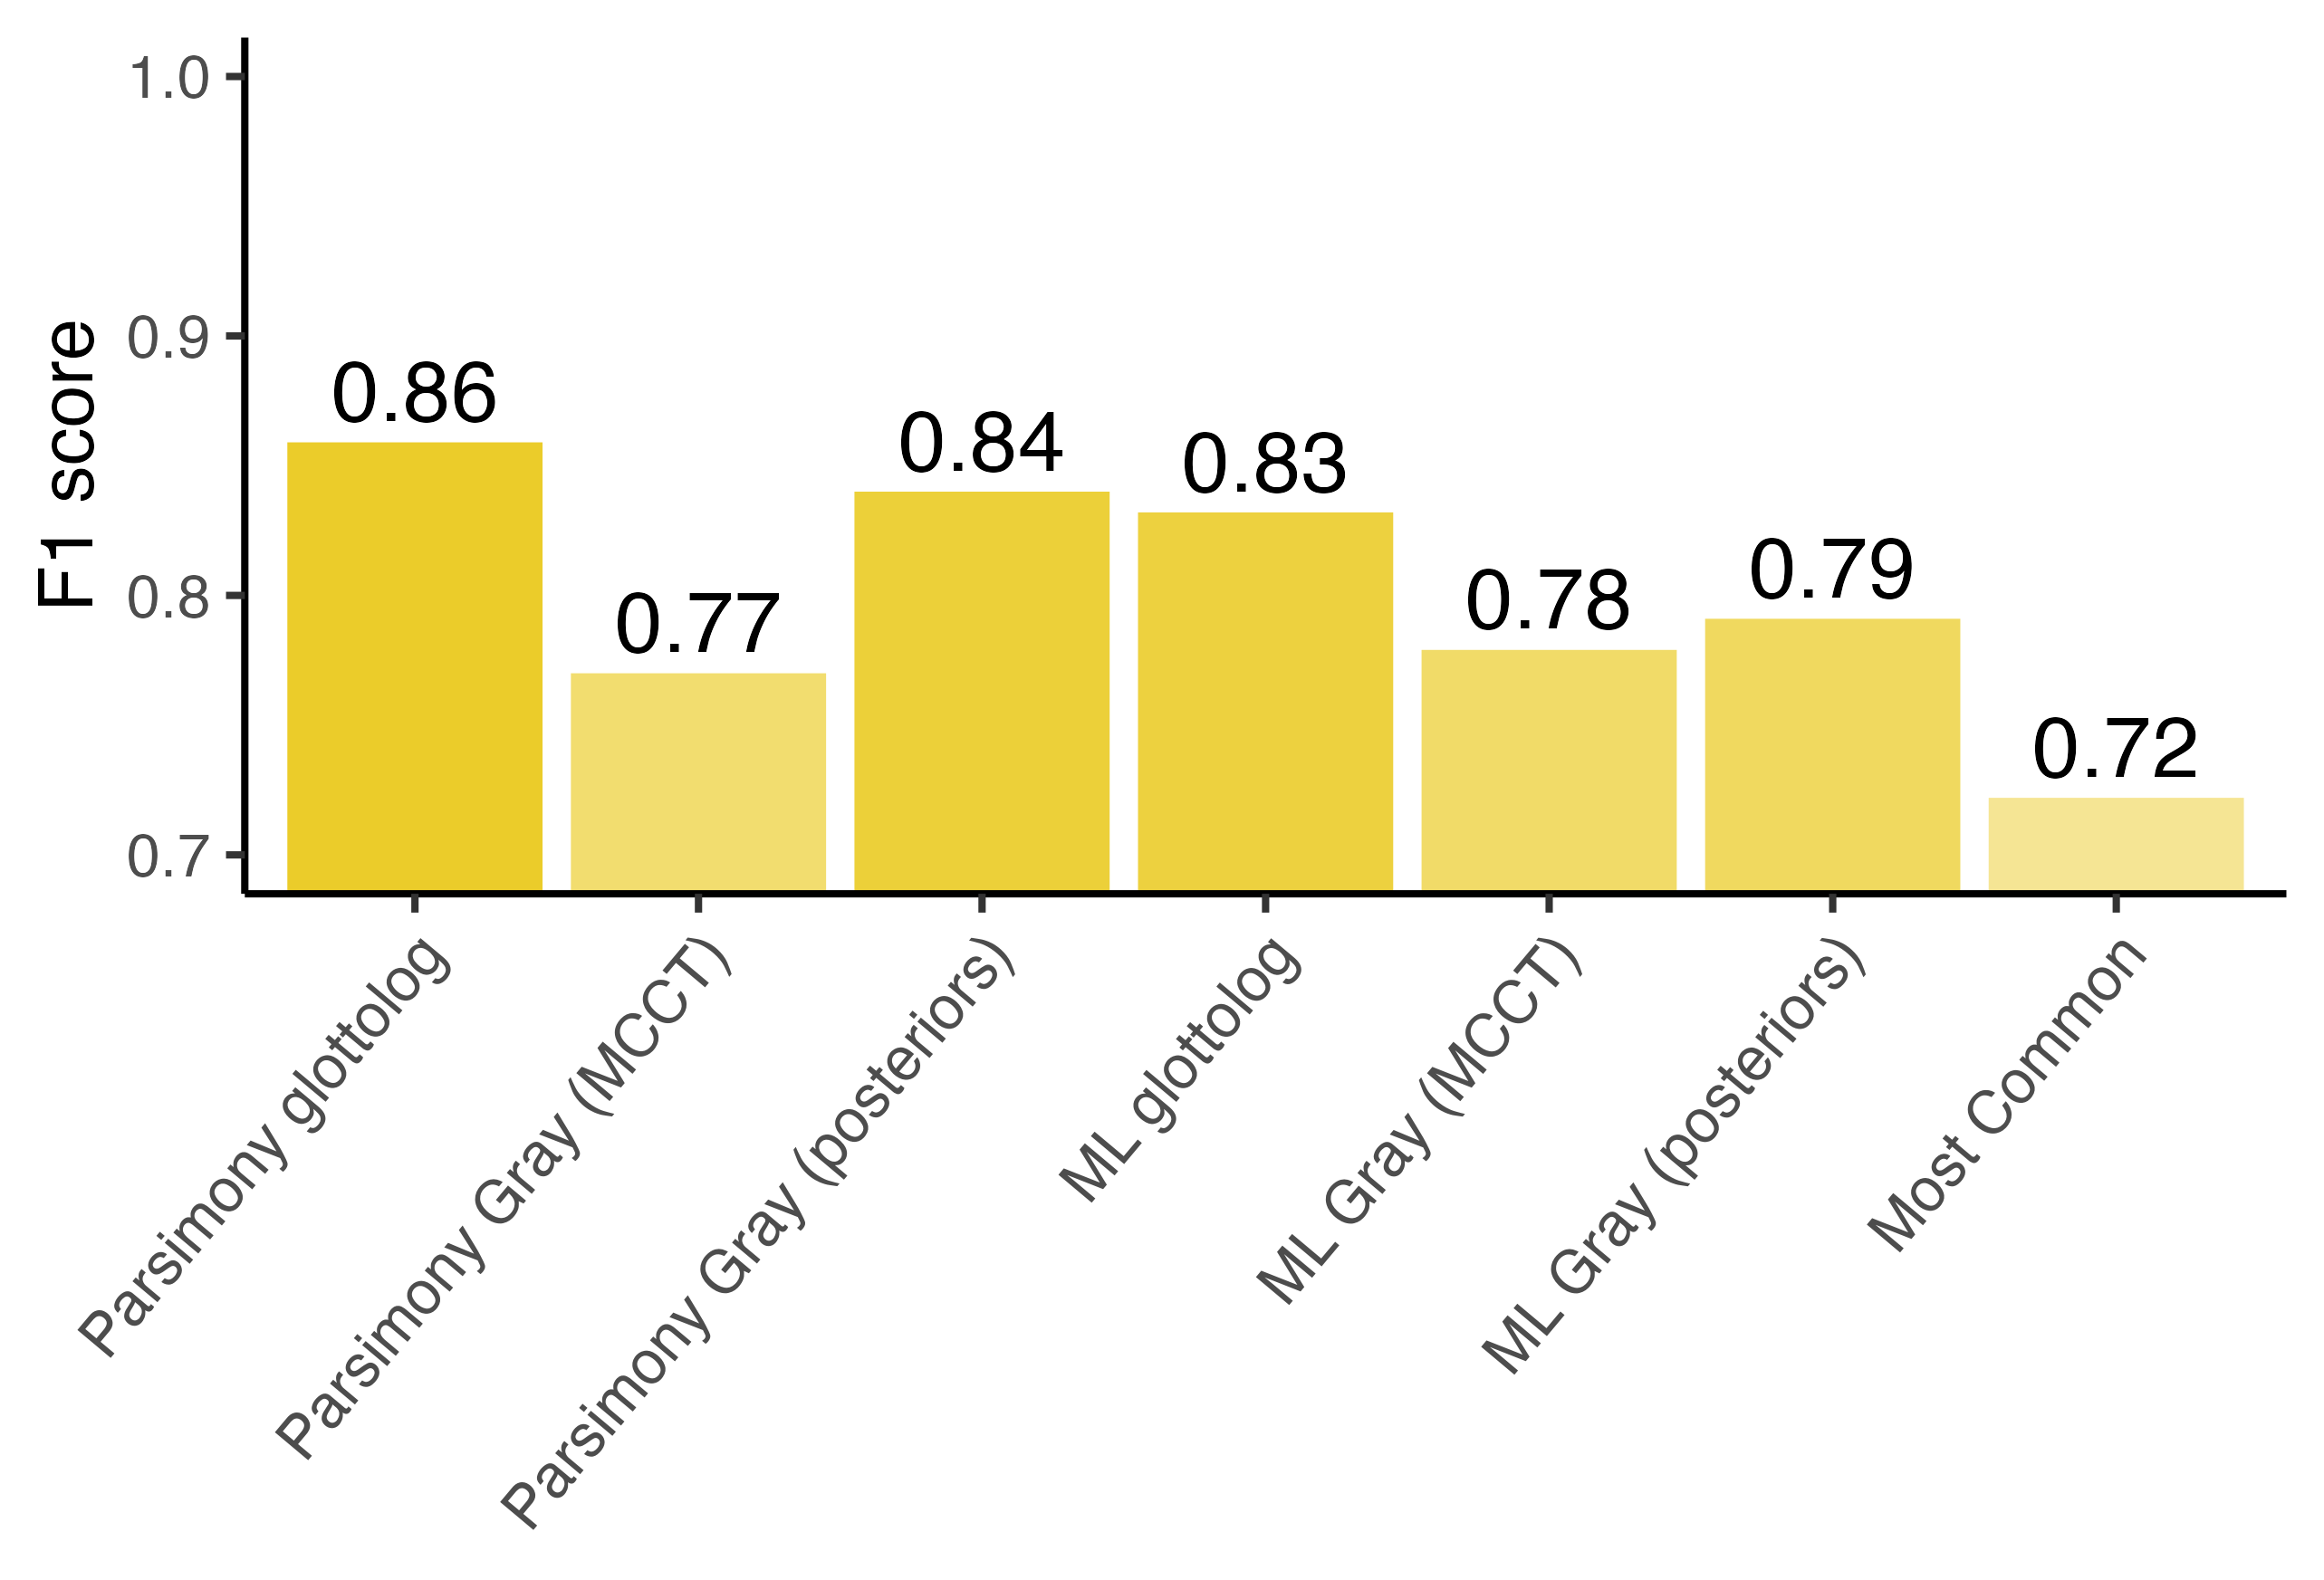 F1 score
1.0
0.9
0.8
0.7
0.86
0.77
0.84
0.83
0.78
0.79
0.72
Parsimony glottolog
Parsimony Gray (MCCT)
Parsimony Gray (posteriors)
ML glottolog
ML Gray (MCCT)
ML Gray (posteriors)
Most Common